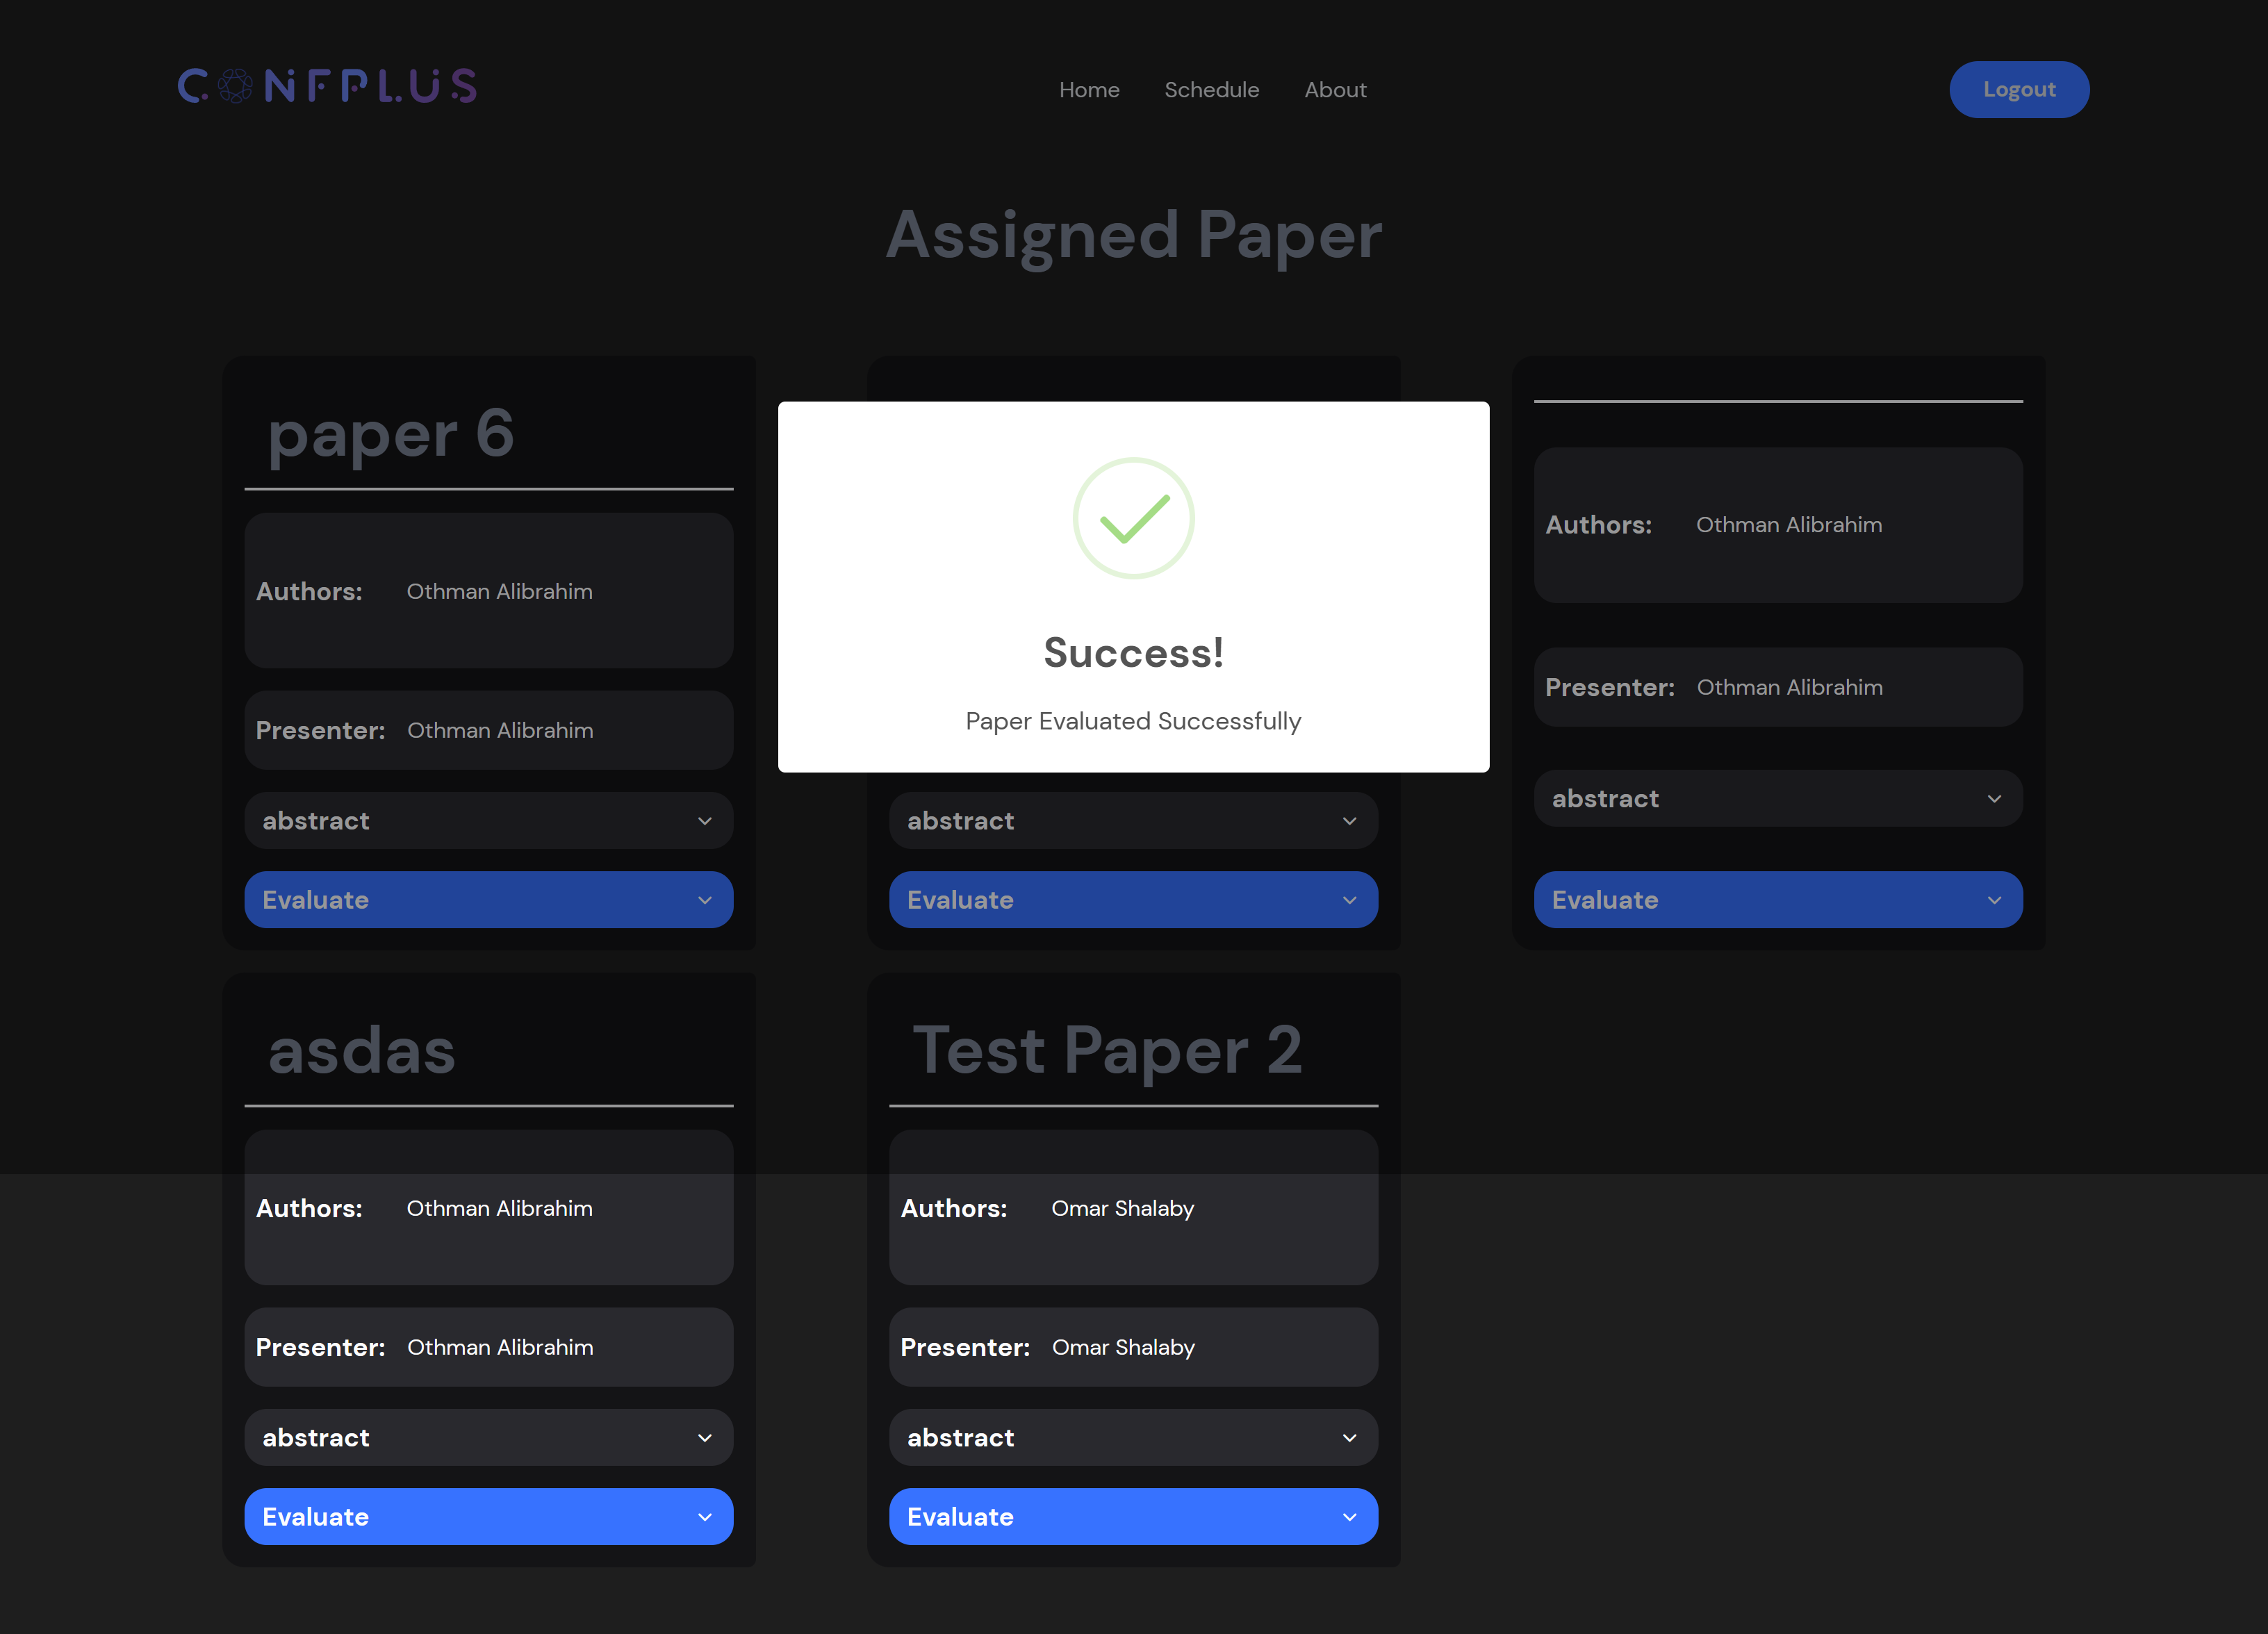 CONFPLUS
Home Schedule About
Logout
Assigned Paper
paper 6
Authors: Othman Alibrahim
Presenter: Othman Alibrahim
abstract
Evaluate
Success!
Paper Evaluated Successfully
abstract
Evaluate
Authors: Othman Alibrahim
Presenter: Othman Alibrahim
abstract
Evaluate
asdas
Authors: Othman Alibrahim
Presenter: Othman Alibrahim
abstract
Evaluate
Test Paper 2
Authors: Omar Shalaby
Presenter: Omar Shalaby
abstract
Evaluate